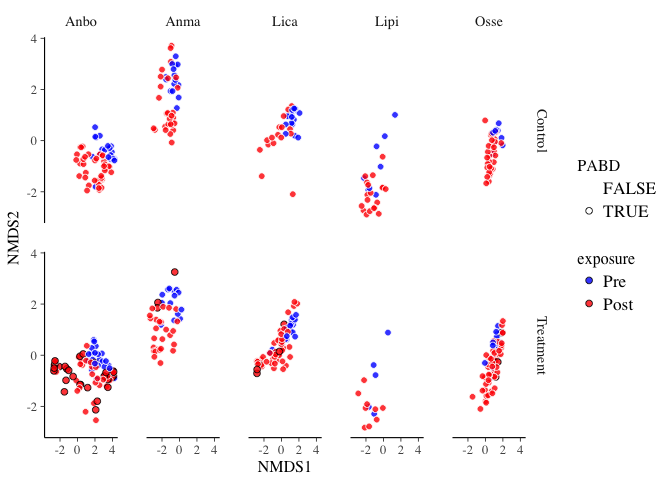 Anbo Anma Lica Lipi Osse
4
2
0
-2
Control
4
2
0
-2
Treatment
-2 0 2 4 -2 0 2 4 -2 0 2 4 -2 0 2 4 -2 0 2 4
NMDS1
NMDS2
PABD
FALSE
TRUE
exposure
Pre
Post